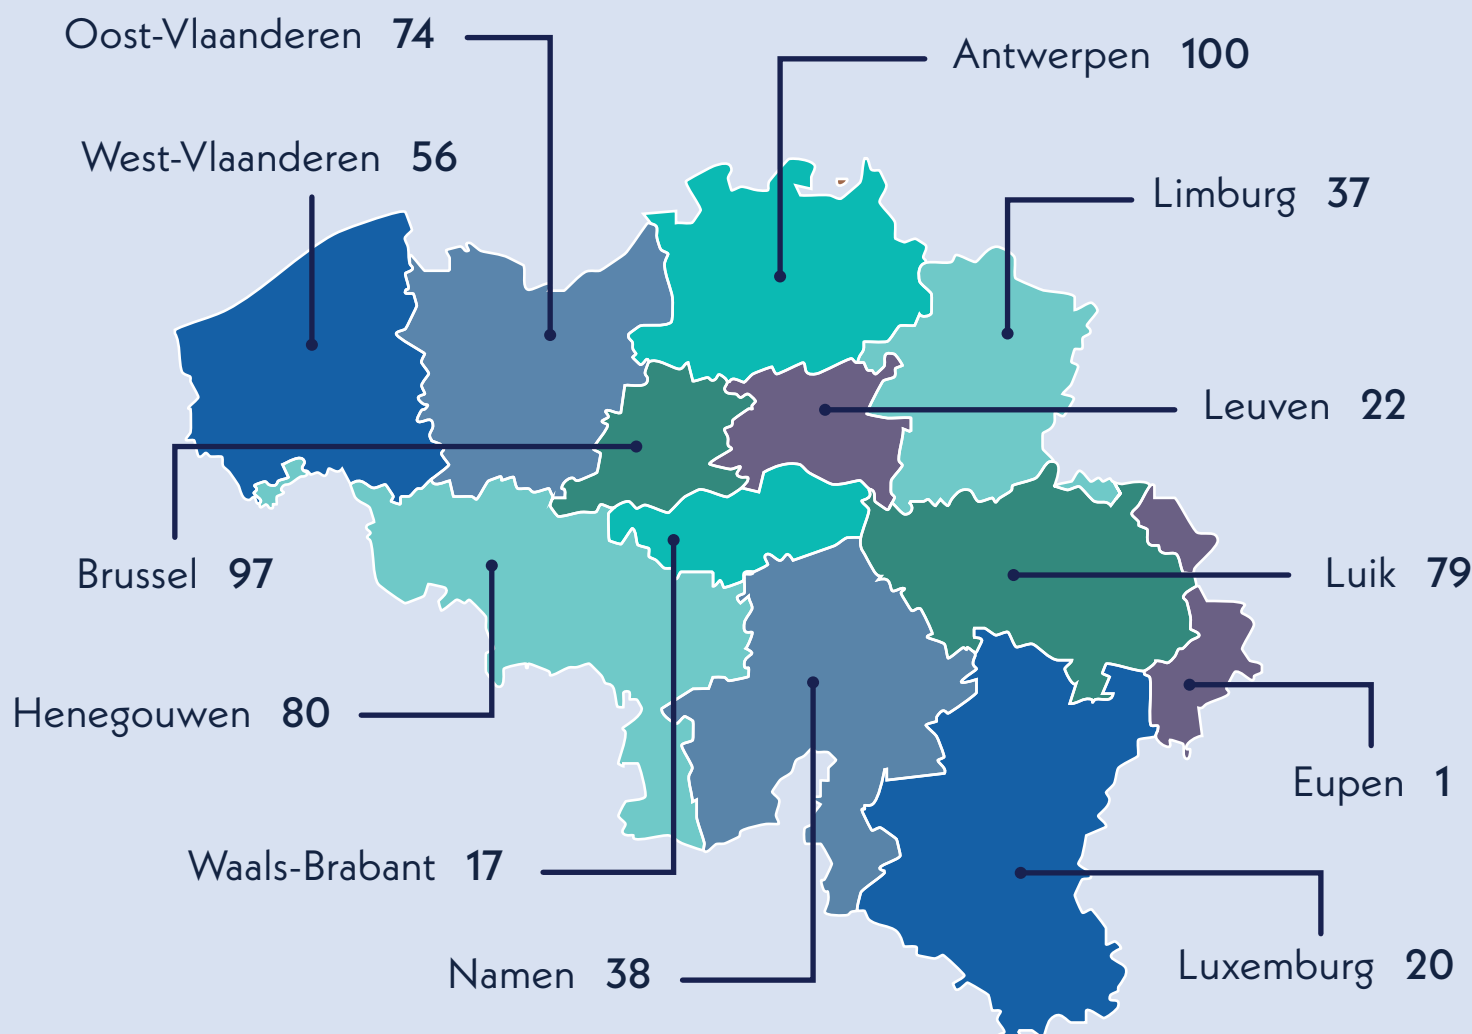 Oost-Vlaanderen 74
Antwerpen 100
West-Vlaanderen 56
Limburg 37
Leuven 22
Brussel 97
Luik 79
Henegouwen 80
Eupen 1
Waals-Brabant 17
Namen 38
Luxemburg 20